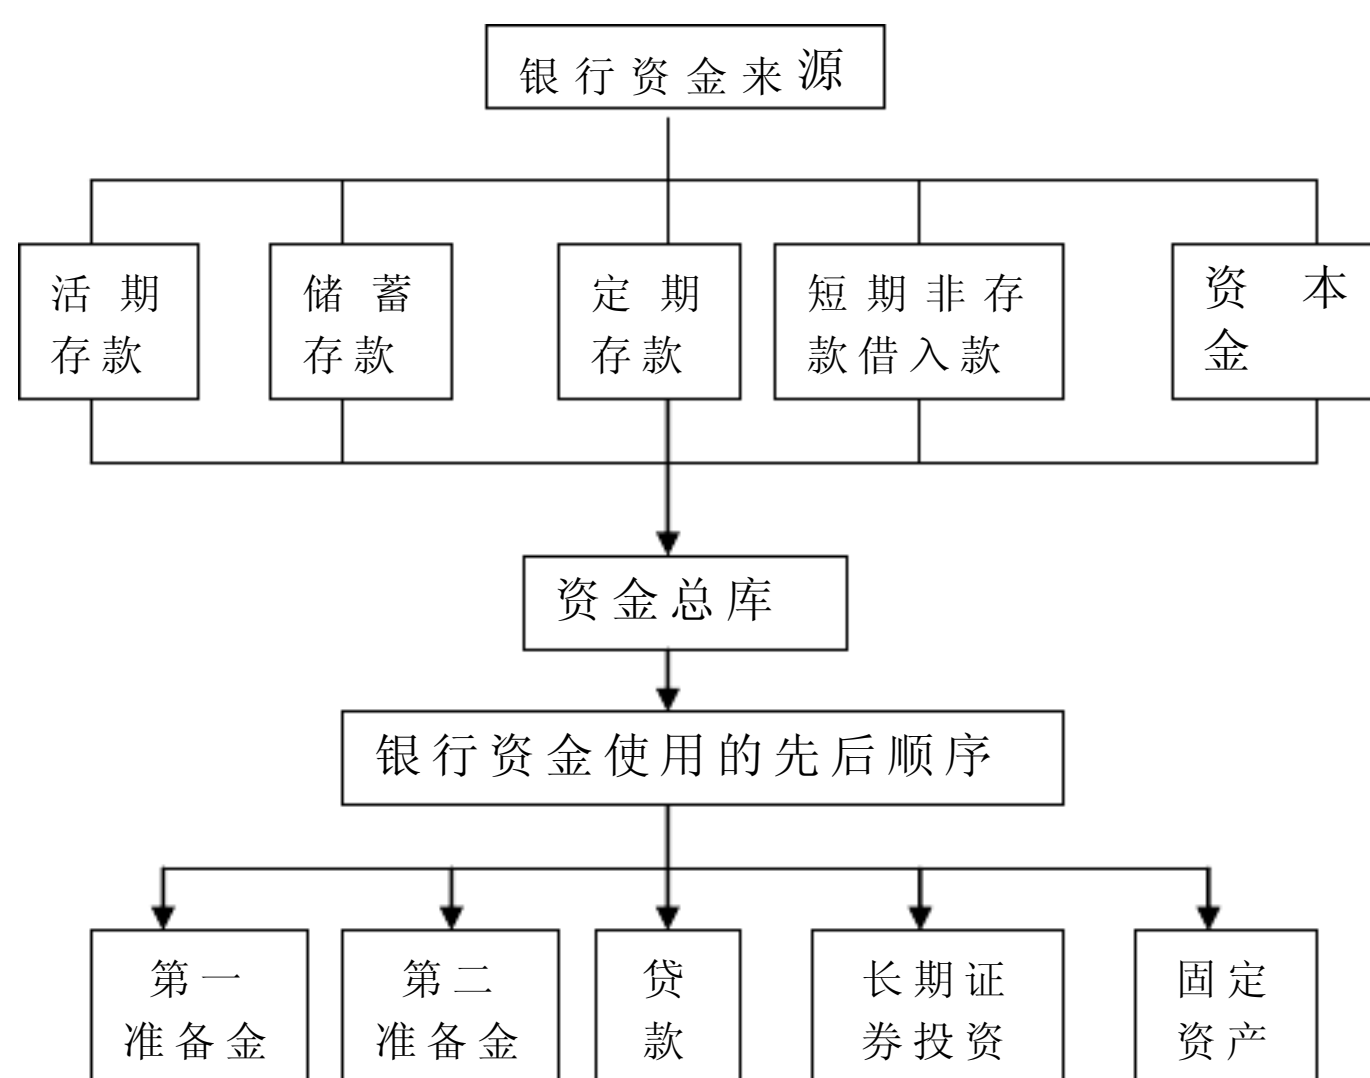 银行资金来源
活期
存款
储蓄
存款
定期
存款
短期非存
款借入款
资本
金
资金总库
银行资金使用的先后顺序
第一
准备金
第二
准备金
贷
款
长期证
券投资
固定
资产